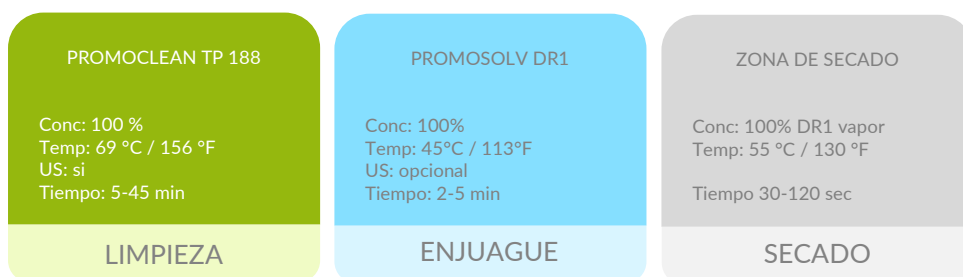 PROMOCLEAN TP 188
Conc: 100 %
Temp: 69 °C / 156 °F
US: si
Tiempo: 5-45 min
LIMPIEZA
PROMOSOLV DR1
Conc: 100%
Temp: 45°C / 113°F
US: opcional
Tiempo: 2-5 min
ENJUAGUE
ZONA DE SECADO
Conc: 100% DR1 vapor
Temp: 55 °C / 130 °F
Tiempo 30-120 sec
SECADO